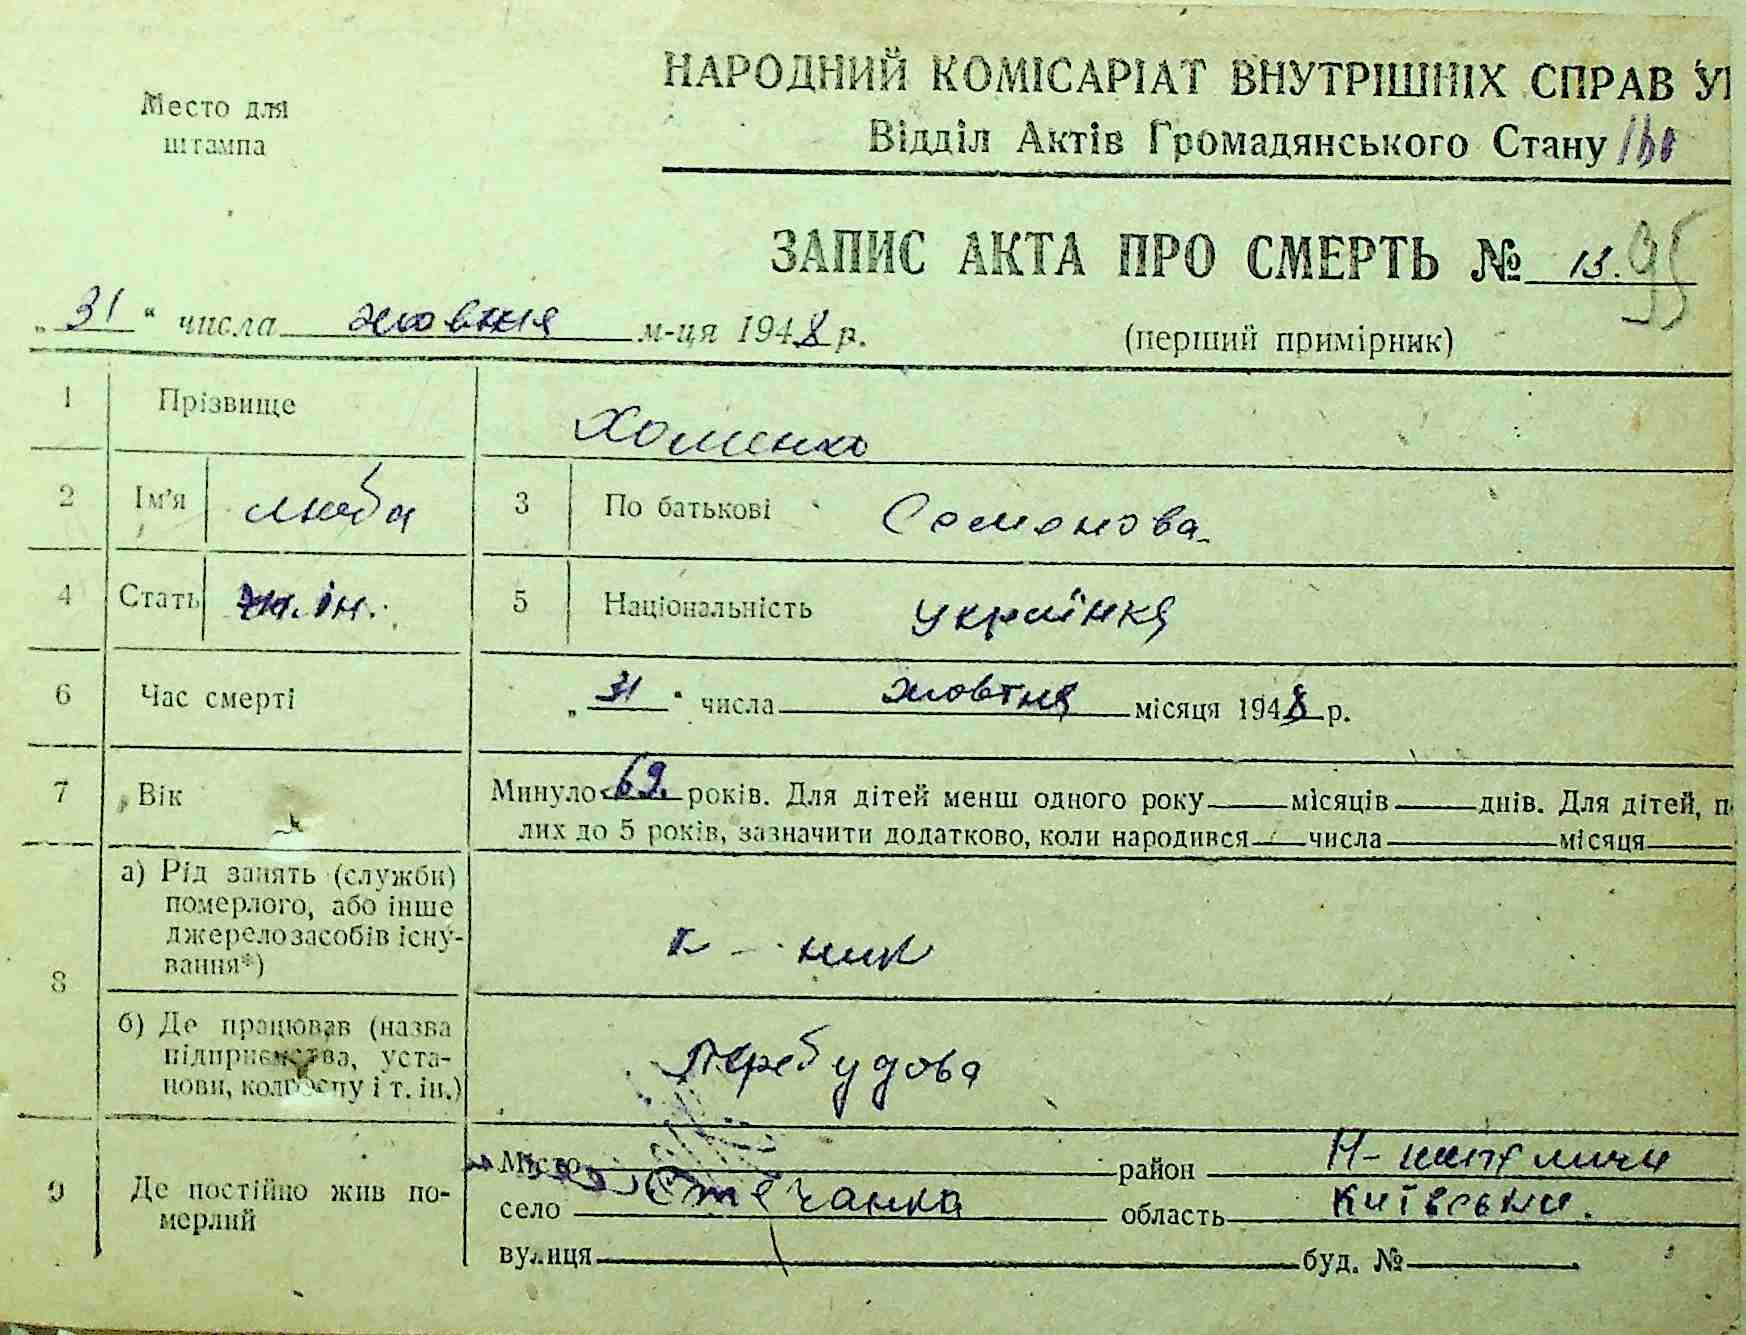 Место для
штампа
НАРОДНИЙ КОМІСАРІАТ ВНУТРІШНІХ СПРАВ У
Відділ Актів Громадянського Стану
ЗАПИС АКТА ПРО СМЕРТЬ № 13. 95
„31“ числа жовтня м-ця 1948 р.
(перший примірник)
1 Прізвище Хоменко
2 Ім'я Люба 3 По батькові Семенова
4 Стать жін. 5 Національність українка
6 Час смерті „31“ числа жовтня місяця 1948 р.
7 Вік Минуло 69 років. Для дітей менш одного року місяців днів. Для дітей, п
лих до 5 років, зазначити додатково, коли народився числа місяця
8 а) Рід занять (служби)
померлого, або інше
джерело засобів існу-
вання*)
к-ник
б) Де працював (назва
підприємства, уста-
нови, колгоспу і т. ін.)
Перебудова
9 Де постійно жив по-
мерлий
Місто район
село область Київськи.
вулиця буд. №